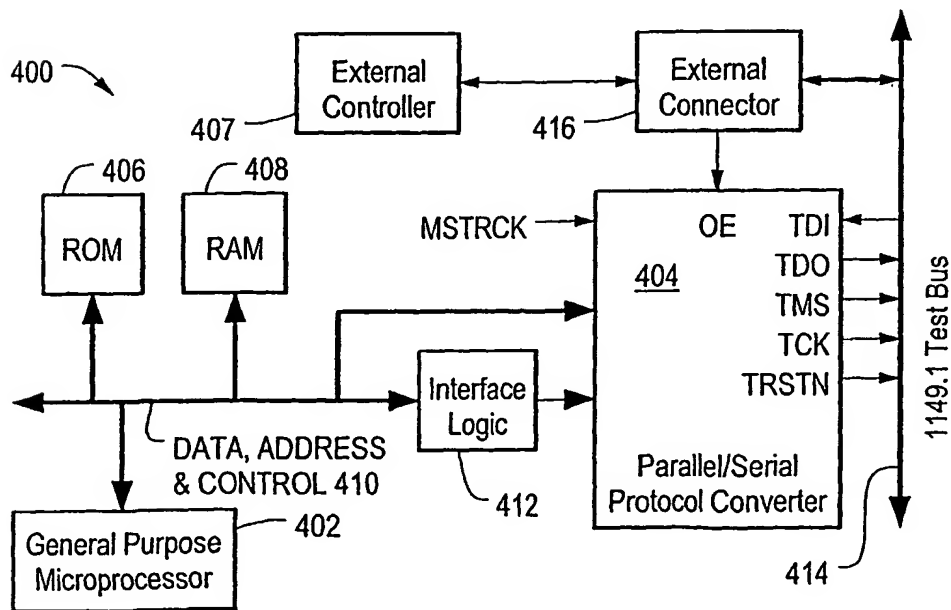 400
External
Controller
407
External
Connector
416
406
ROM
408
RAM
MSTRCK
OE
TDI
404
TDO
TMS
TCK
TRSTN
Parallel/Serial
Protocol Converter
Interface
Logic
412
DATA, ADDRESS
& CONTROL 410
402
General Purpose
Microprocessor
1149.1 Test Bus
414